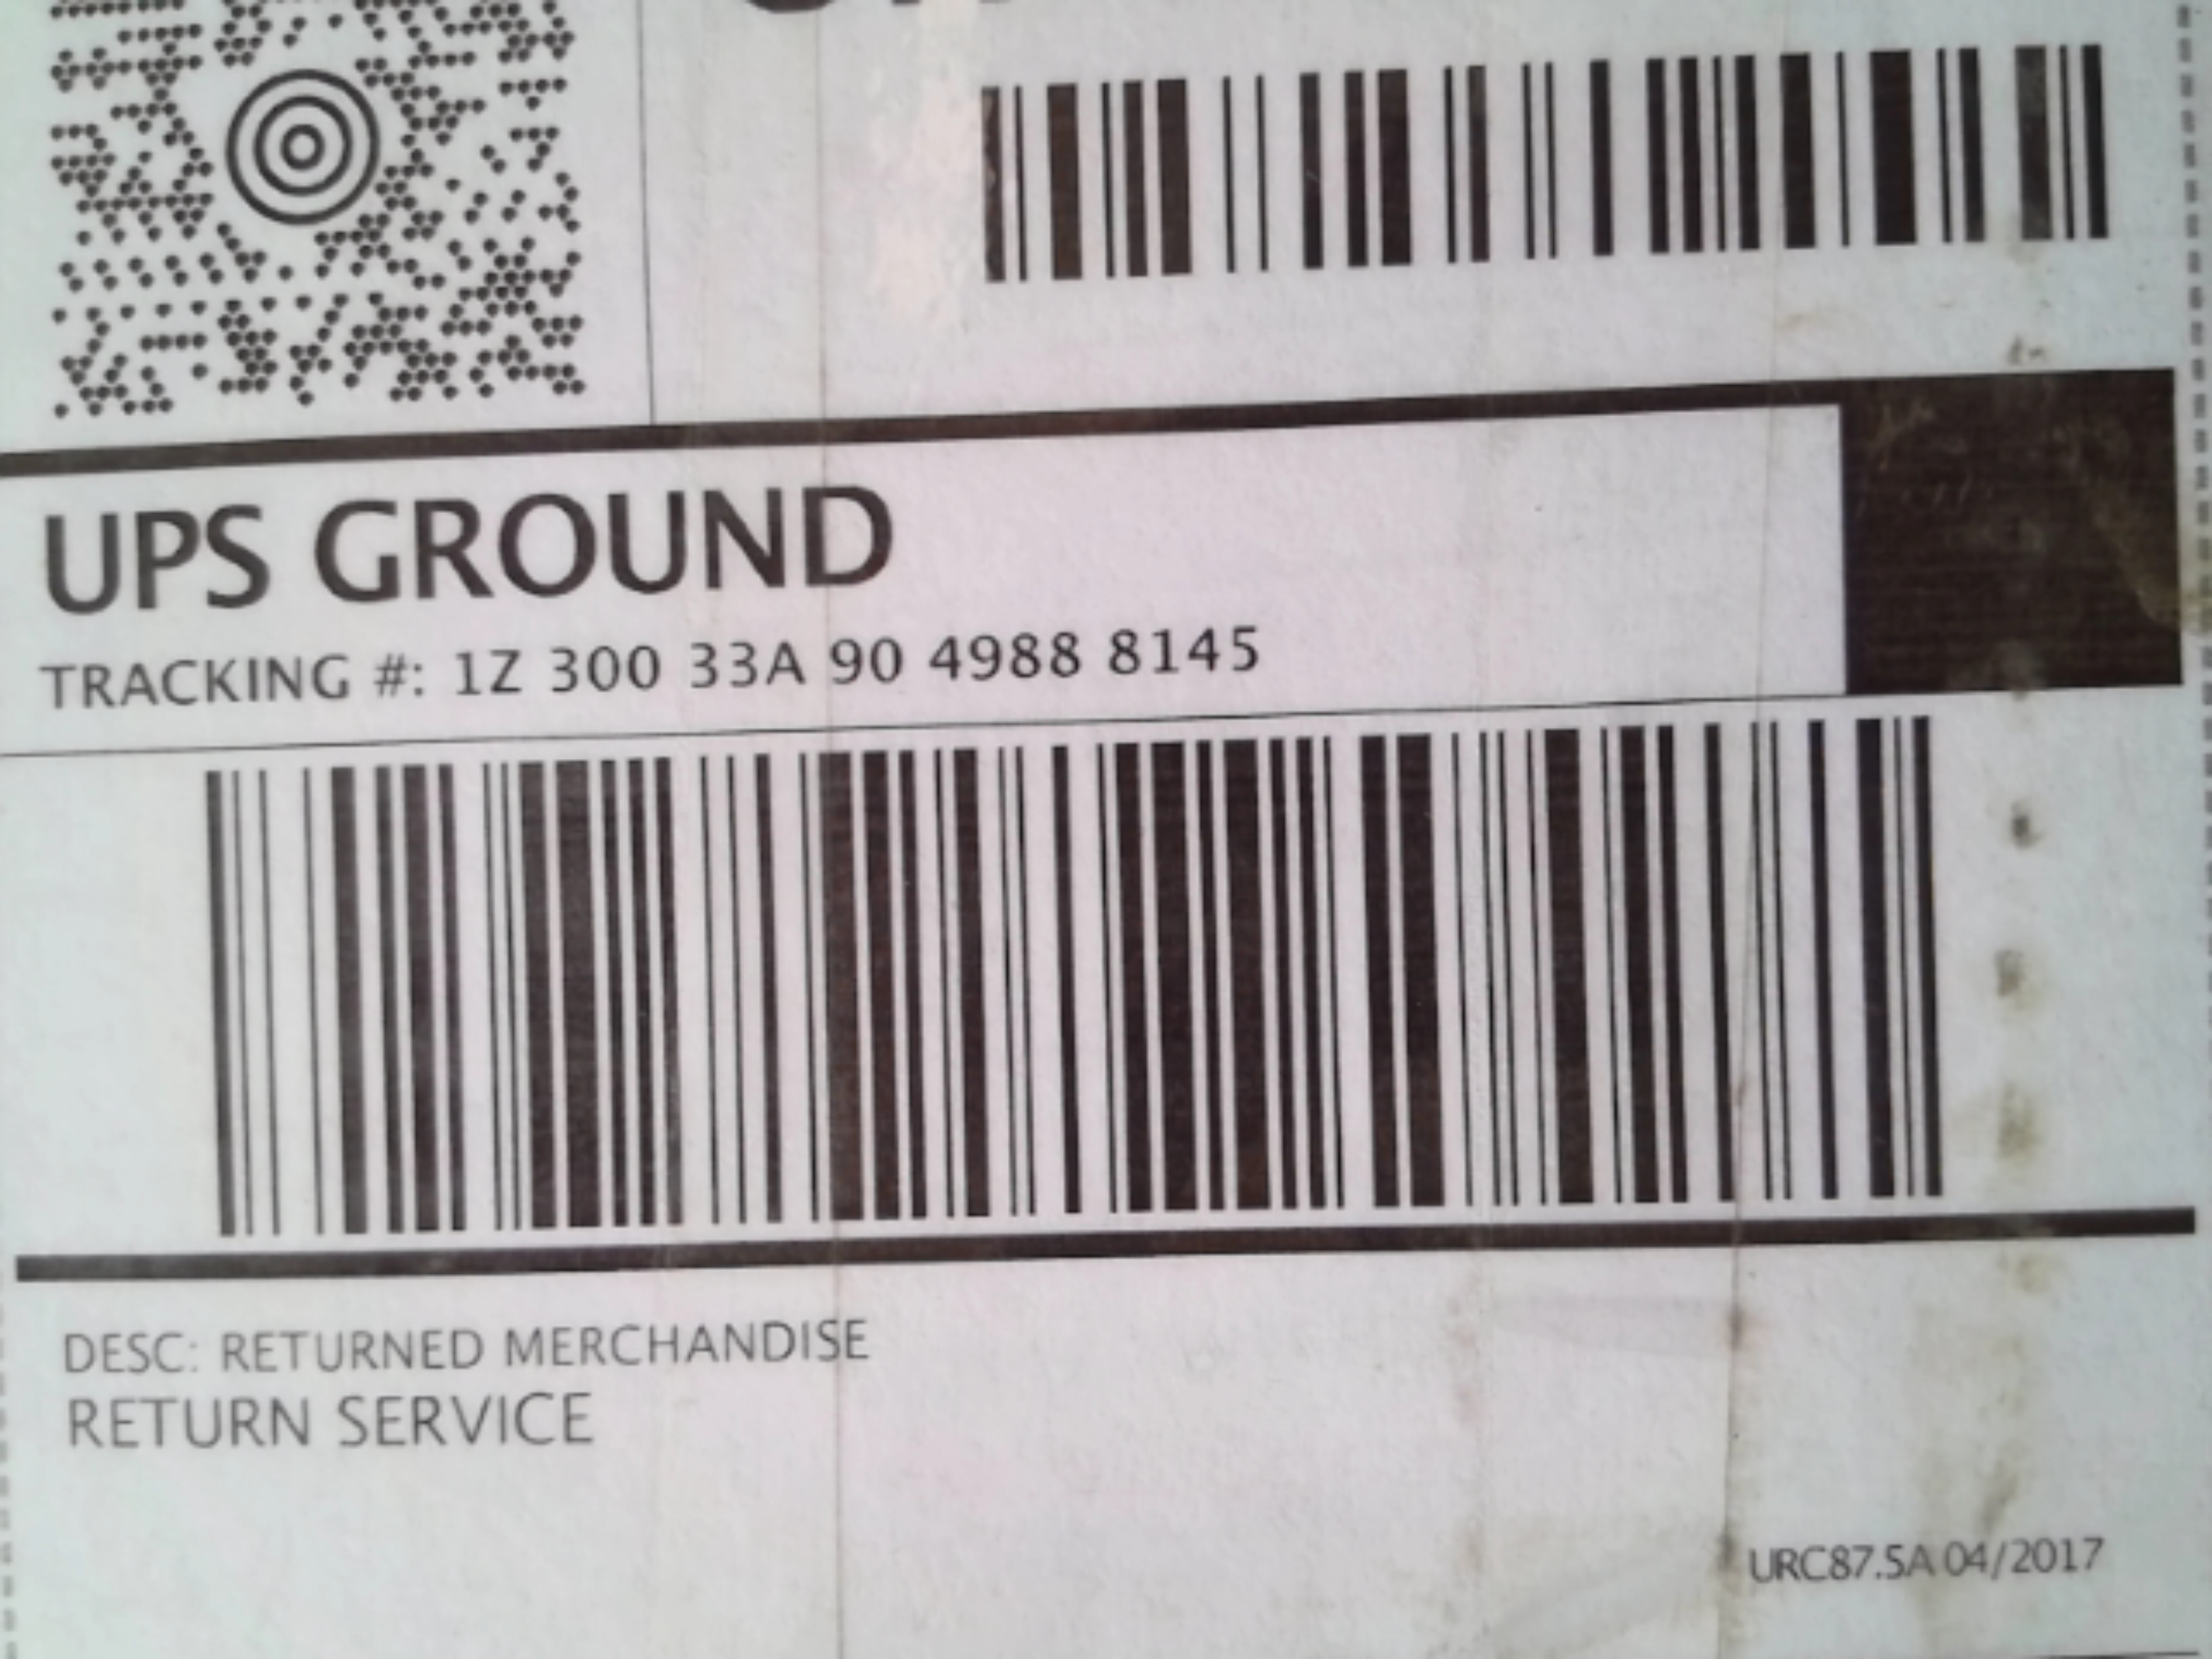 UPS GROUND
TRACKING #: 1Z 300 33A 90 4988 8145
DESC: RETURNED MERCHANDISE
RETURN SERVICE
URC87.5A 04/2017